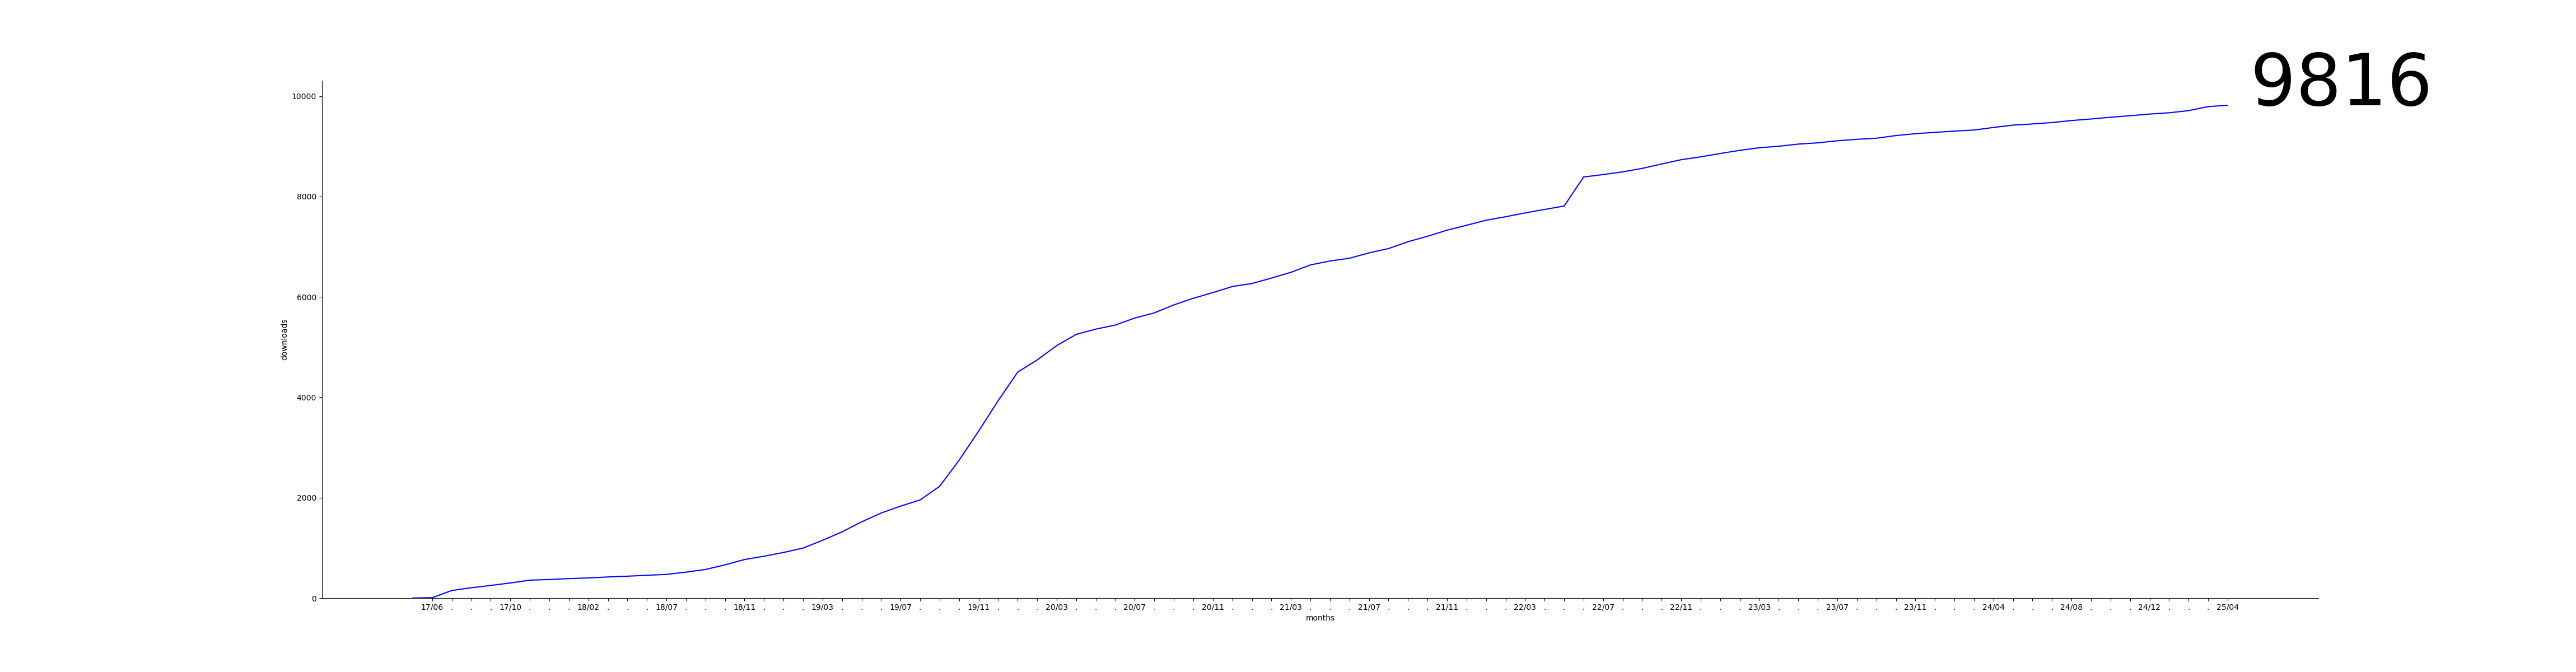 9816
10000
8000
6000
4000
2000
0
downloads
17/06 . . . 17/10 . . . 18/02 . . . 18/07 . . . 18/11 . . . 19/03 . . . 19/07 . . . 19/11 . . . 20/03 . . . 20/07 . . . 20/11 . . . 21/03 . . . 21/07 . . . 21/11 . . . 22/03 . . . 22/07 . . . 22/11 . . . 23/03 . . . 23/07 . . . 23/11 . . . 24/04 . . . 24/08 . . . 24/12 . . . 25/04
months